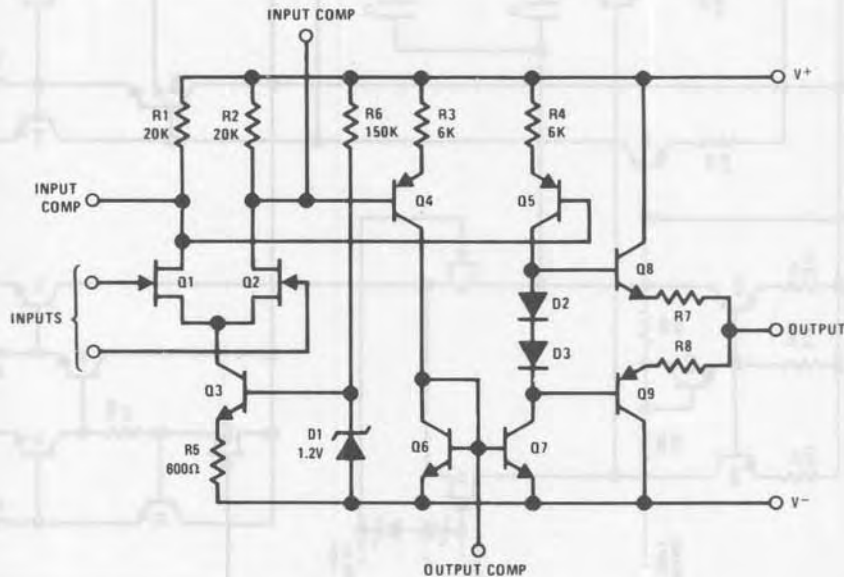 INPUT COMP
V+
R1
20K
R2
20K
R6
150K
R3
6K
R4
6K
INPUT
COMP
Q4
Q5
Q1
Q2
Q8
INPUTS
D2
R7
OUTPUT
D3
R8
Q3
Q9
D1
1.2V
Q6
Q7
R5
600Ω
V-
OUTPUT COMP